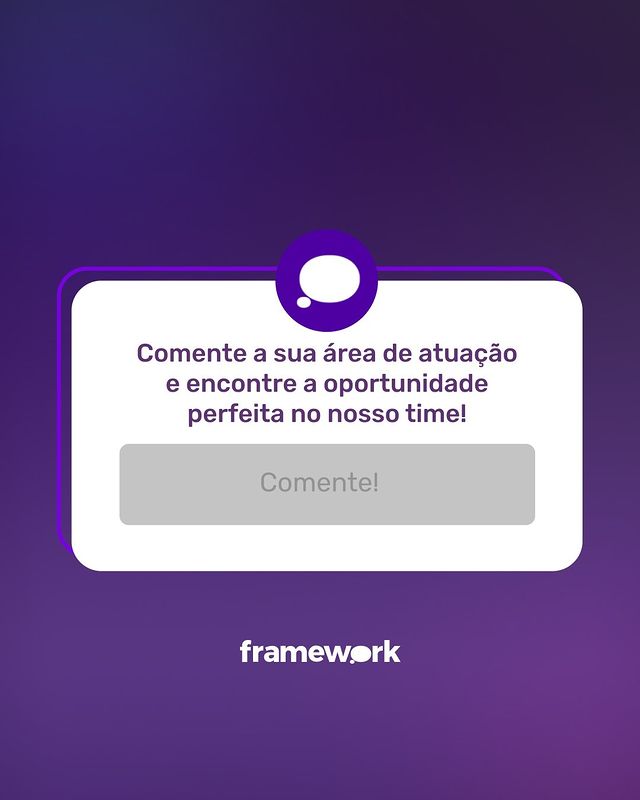 Comente a sua área de atuação
e encontre a oportunidade
perfeita no nosso time!
Comente!
framework